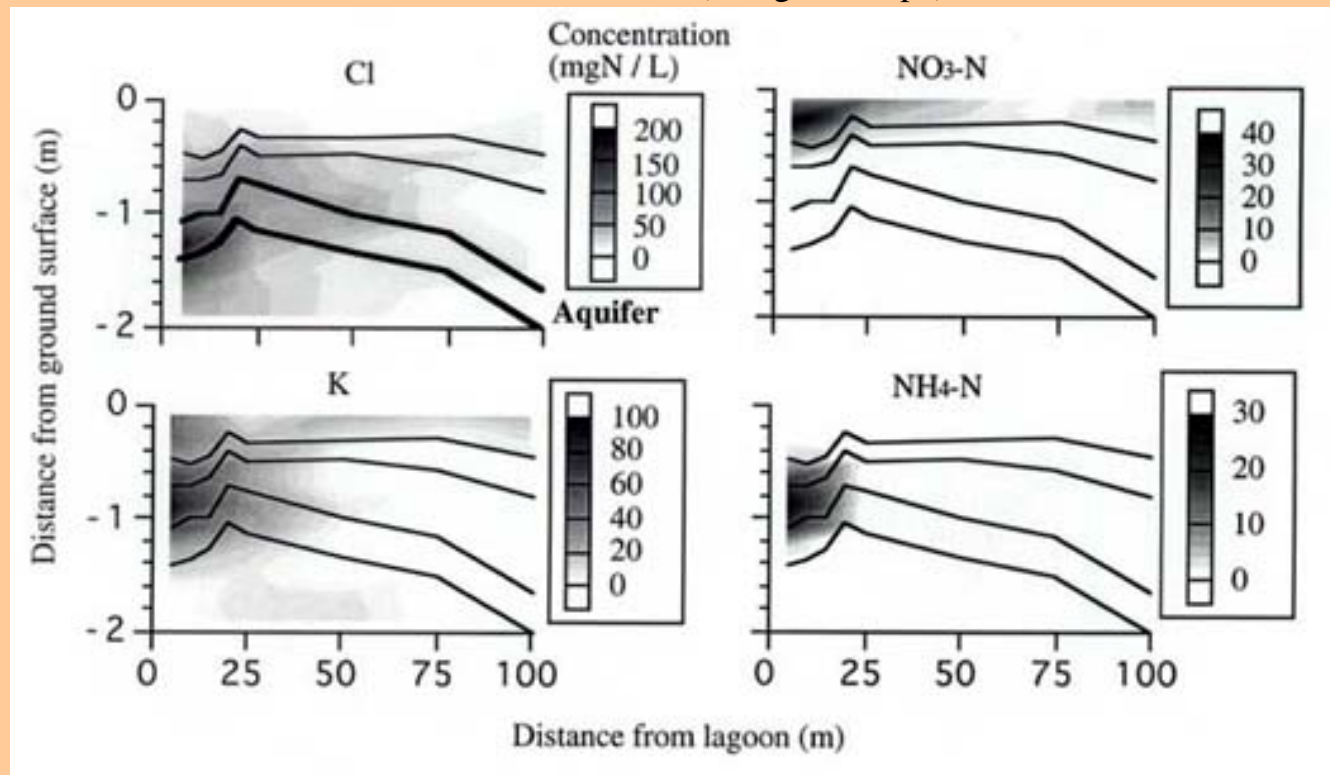 Concentration
(mgN / L)
Cl
0
- 1
- 2
200
150
100
50
0
Aquifer
NO3-N
40
30
20
10
0
K
0
- 1
- 2
0 25 50 75 100
100
80
60
40
20
0
NH4-N
0 25 50 75 100
30
20
10
0
Distance from ground surface (m)
Distance from lagoon (m)